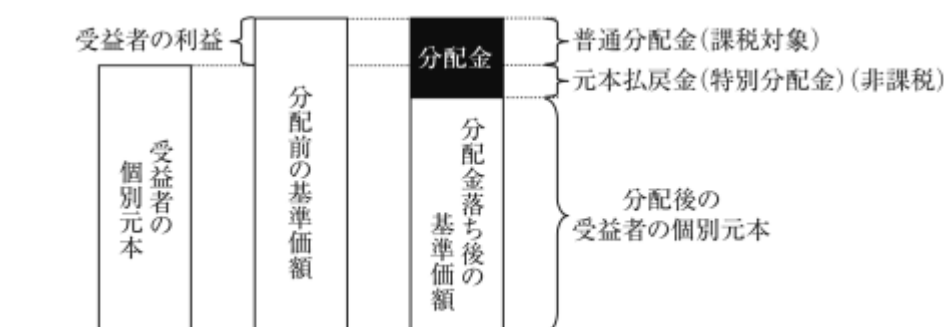 受益者の利益
分配金
普通分配金(課税対象)
元本払戻金(特別分配金)(非課税)
受益者の
個別元本
分配前の基準価額
分配金落ち後の
基準価額
分配後の
受益者の個別元本